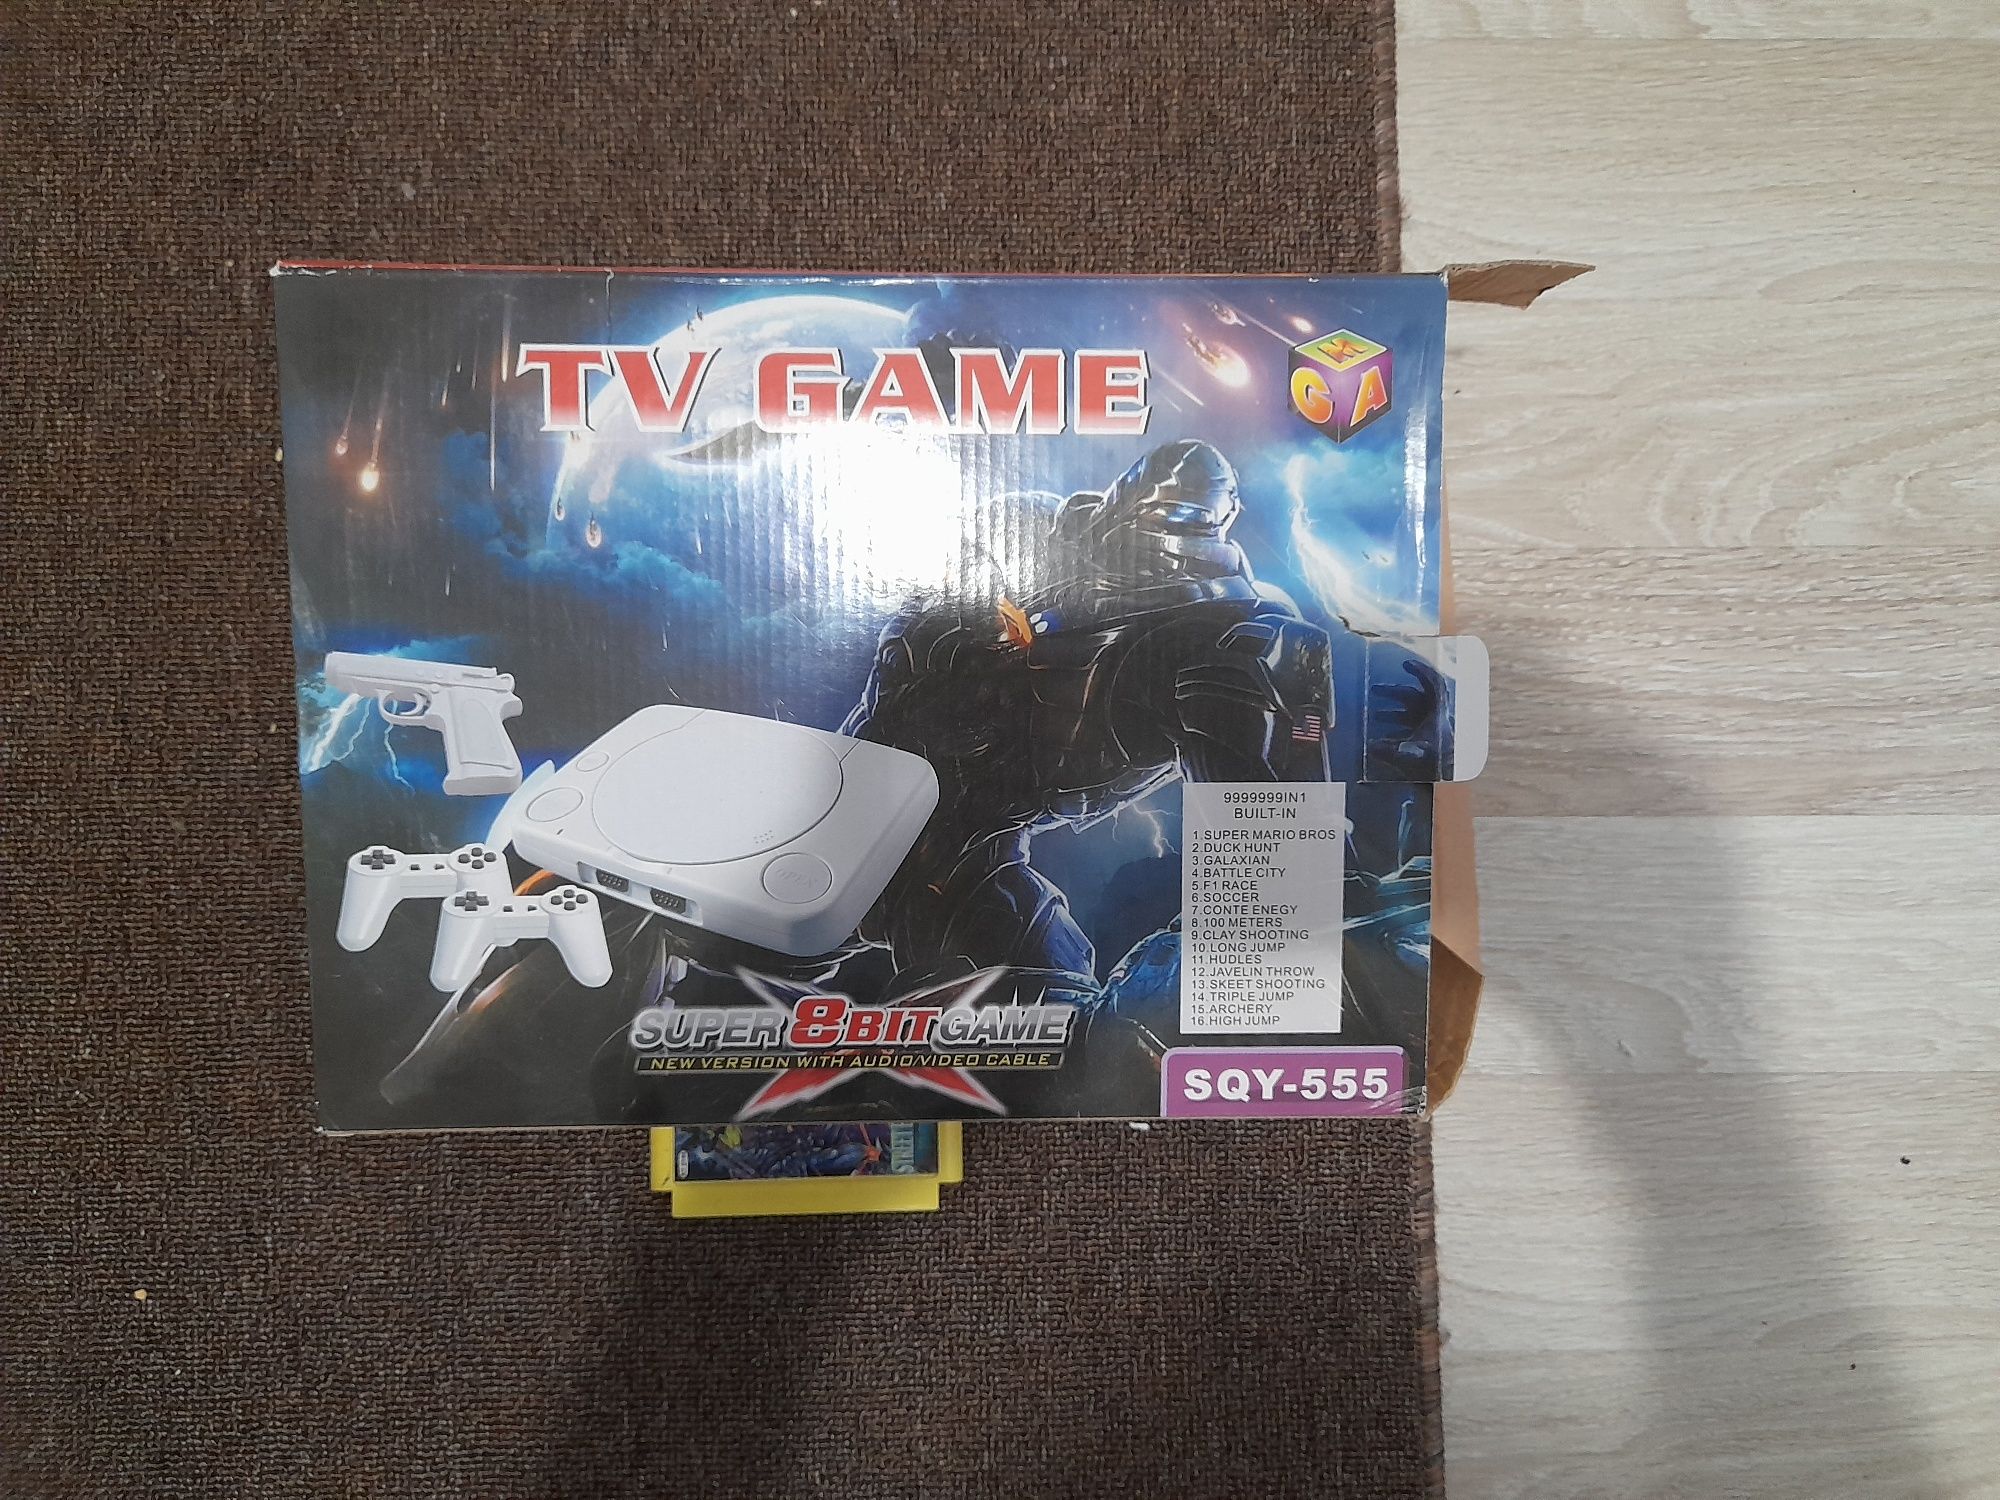 TV GAME
M
G A
9999999IN1
BUILT-IN
1.SUPER MARIO BROS
2.DUCK HUNT
3.GALAXIAN
4.BATTLE CITY
5.F1 RACE
6.SOCCER
7.CONTE ENEGY
8.100 METERS
9.CLAY SHOOTING
10.LONG JUMP
11.HUDLES
12.JAVELIN THROW
13.SKEET SHOOTING
14.TRIPLE JUMP
15.ARCHERY
16.HIGH JUMP
OPEN
SUPER 8 BIT GAME
NEW VERSION WITH AUDIO/VIDEO CABLE
SQY-555